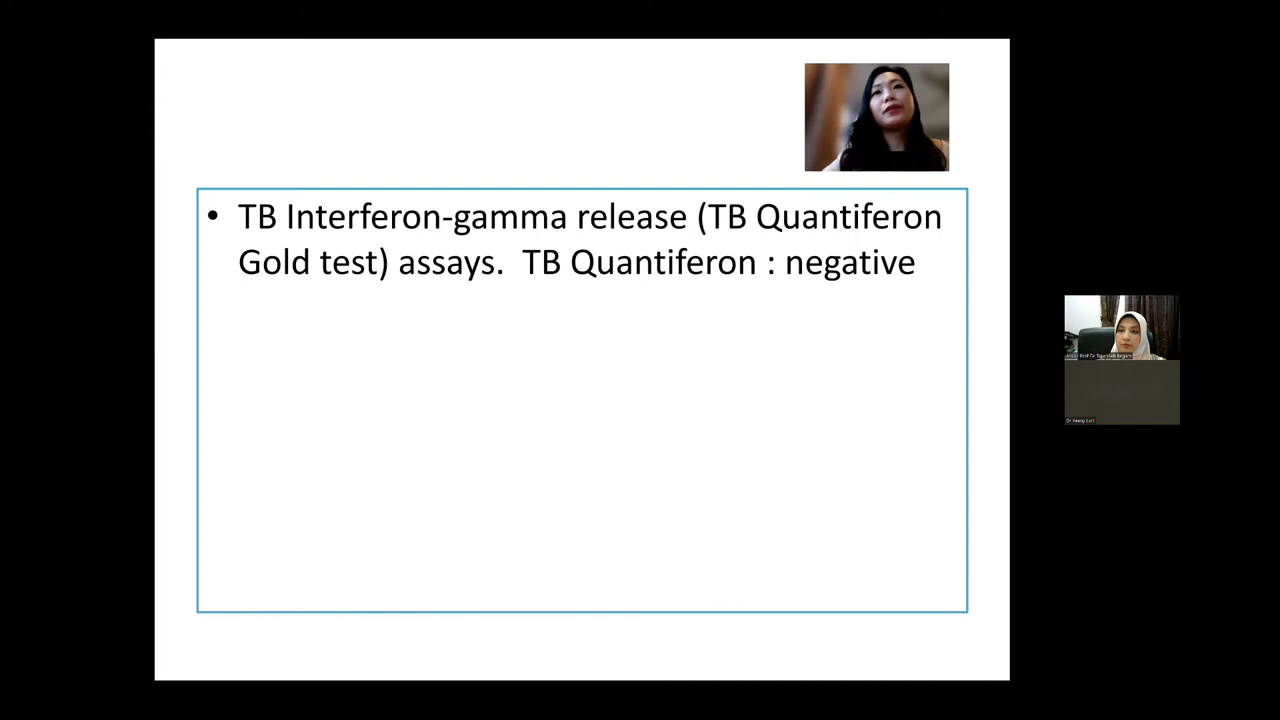 • TB Interferon-gamma release (TB Quantiferon
Gold test) assays.  TB Quantiferon : negative